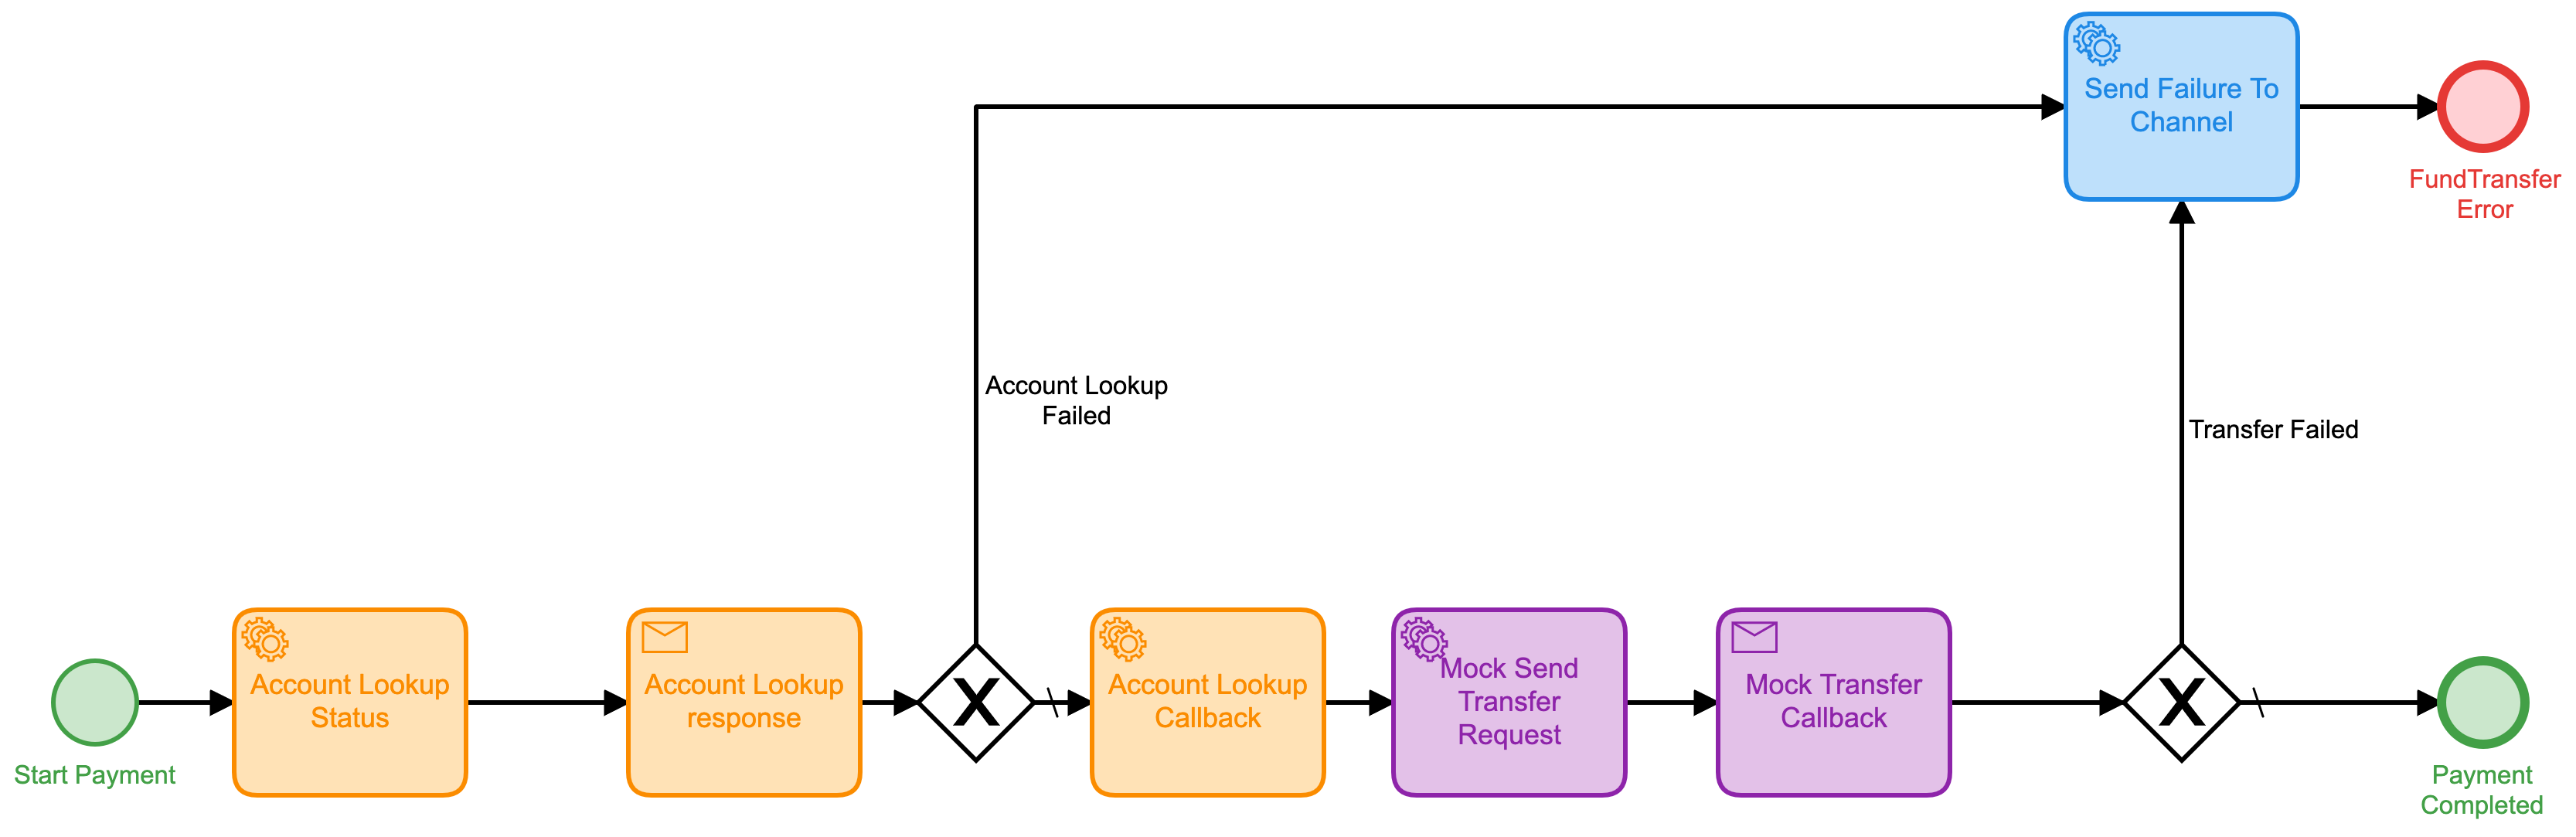 Send Failure To
Channel
FundTransfer
Error
Account Lookup
Failed
Transfer Failed
Start Payment
Account Lookup
Status
Account Lookup
response
X
Account Lookup
Callback
Mock Send
Transfer
Request
Mock Transfer
Callback
X
Payment
Completed